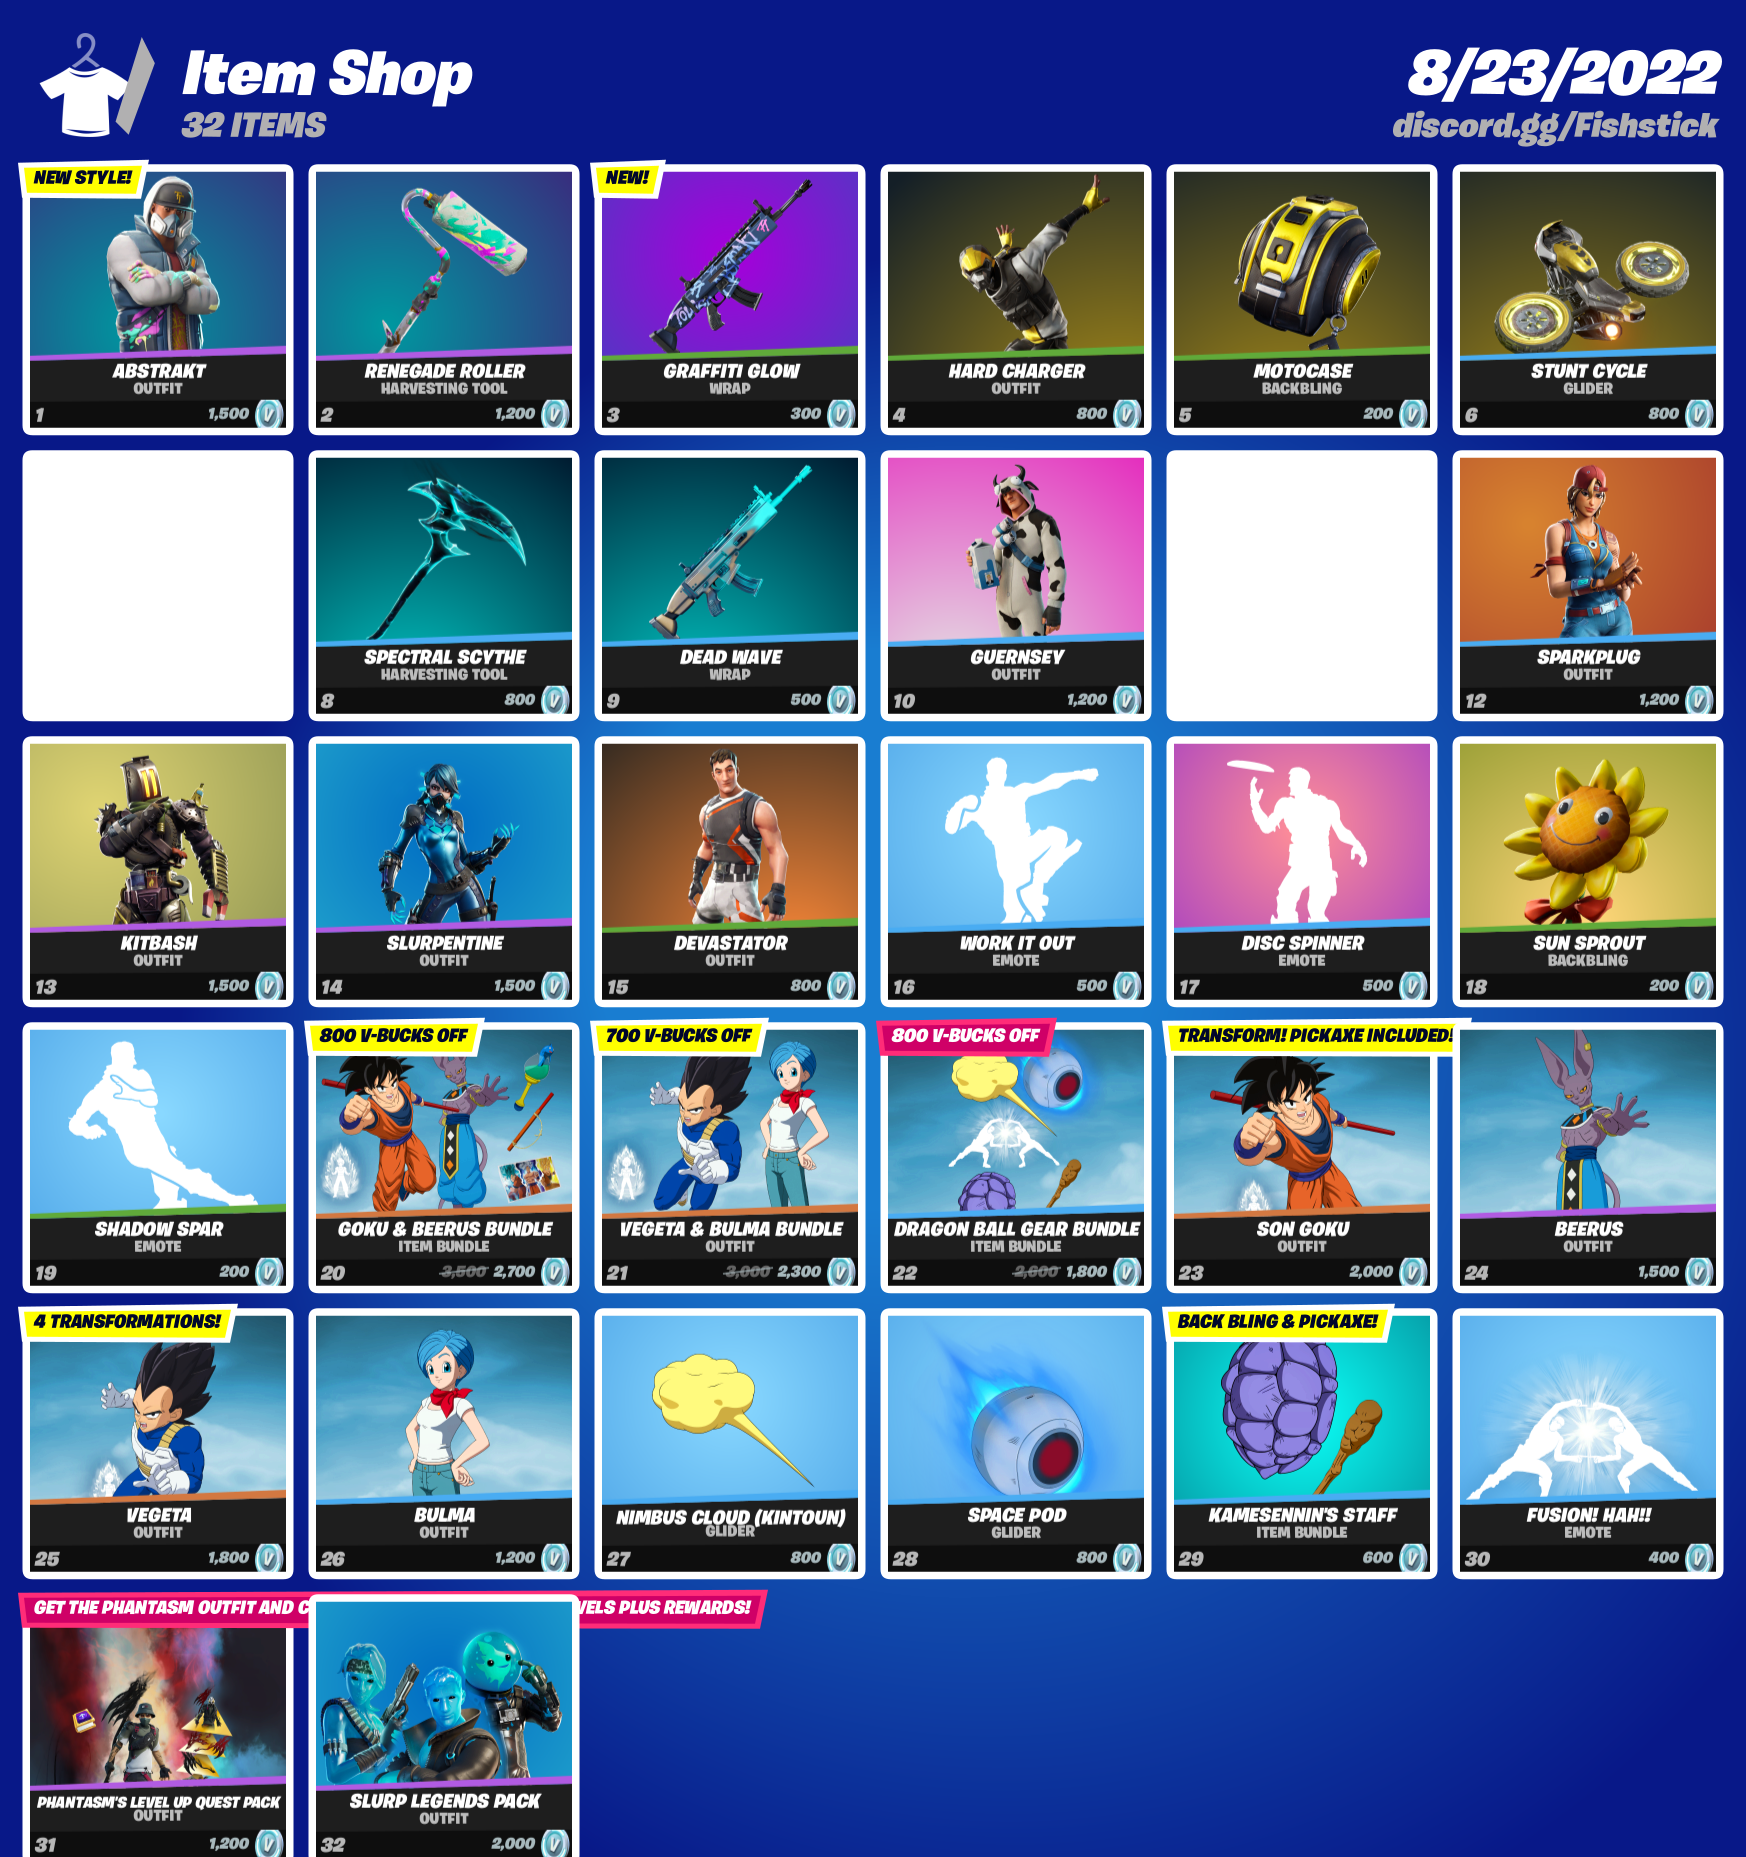 Item Shop
32 ITEMS
8/23/2022
discord.gg/Fishstick
NEW STYLE!
ABSTRAKT
OUTFIT
1 1,500
RENEGADE ROLLER
HARVESTING TOOL
2 1,200
NEW!
GRAFFITI GLOW
WRAP
3 300
HARD CHARGER
OUTFIT
4 800
MOTOCASE
BACKBLING
5 200
STUNT CYCLE
GLIDER
6 800
SPECTRAL SCYTHE
HARVESTING TOOL
8 800
DEAD WAVE
WRAP
9 500
GUERNSEY
OUTFIT
10 1,200
SPARKPLUG
OUTFIT
12 1,200
KITBASH
OUTFIT
13 1,500
SLURPENTINE
OUTFIT
14 1,500
DEVASTATOR
OUTFIT
15 800
WORK IT OUT
EMOTE
16 500
DISC SPINNER
EMOTE
17 500
SUN SPROUT
BACKBLING
18 200
SHADOW SPAR
EMOTE
19 200
800 V-BUCKS OFF
GOKU & BEERUS BUNDLE
ITEM BUNDLE
20 3,500 2,700
700 V-BUCKS OFF
VEGETA & BULMA BUNDLE
OUTFIT
21 3,000 2,300
800 V-BUCKS OFF
DRAGON BALL GEAR BUNDLE
ITEM BUNDLE
22 2,600 1,800
TRANSFORM! PICKAXE INCLUDED!
SON GOKU
OUTFIT
23 2,000
BEERUS
OUTFIT
24 1,500
4 TRANSFORMATIONS!
VEGETA
OUTFIT
25 1,800
BULMA
OUTFIT
26 1,200
NIMBUS CLOUD (KINTOUN)
GLIDER
27 800
SPACE POD
GLIDER
28 800
BACK BLING & PICKAXE!
KAMESENNIN'S STAFF
ITEM BUNDLE
29 600
FUSION! HAH!!
EMOTE
30 400
GET THE PHANTASM OUTFIT AND PLUS REWARDS!
PHANTASM'S LEVEL UP QUEST PACK
OUTFIT
31 1,200
SLURP LEGENDS PACK
OUTFIT
32 2,000